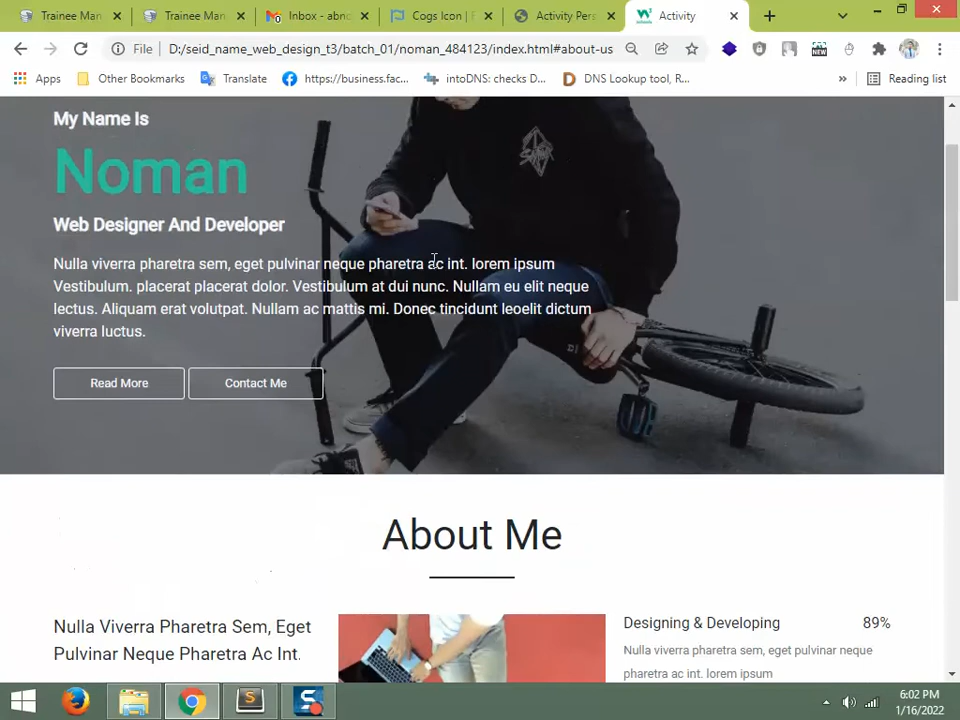 Trainee Man
Trainee Man
Inbox - abno
Cogs Icon | F
Activity Pers
Activity
File
D:/seid_name_web_design_t3/batch_01/noman_484123/index.html#about-us
NEW
Apps
Other Bookmarks
Translate
https://business.fac...
intoDNS: checks D...
DNS Lookup tool, R...
»
Reading list
My Name Is
Noman
Web Designer And Developer
Nulla viverra pharetra sem, eget pulvinar neque pharetra ac int. lorem ipsum
Vestibulum. placerat placerat dolor. Vestibulum at dui nunc. Nullam eu elit neque
lectus. Aliquam erat volutpat. Nullam ac mattis mi. Donec tincidunt leoelit dictum
viverra luctus.
Read More
Contact Me
About Me
Nulla Viverra Pharetra Sem, Eget
Pulvinar Neque Pharetra Ac Int.
Designing & Developing
89%
Nulla viverra pharetra sem, eget pulvinar neque
pharetra ac int. lorem ipsum
6:02 PM
1/16/2022